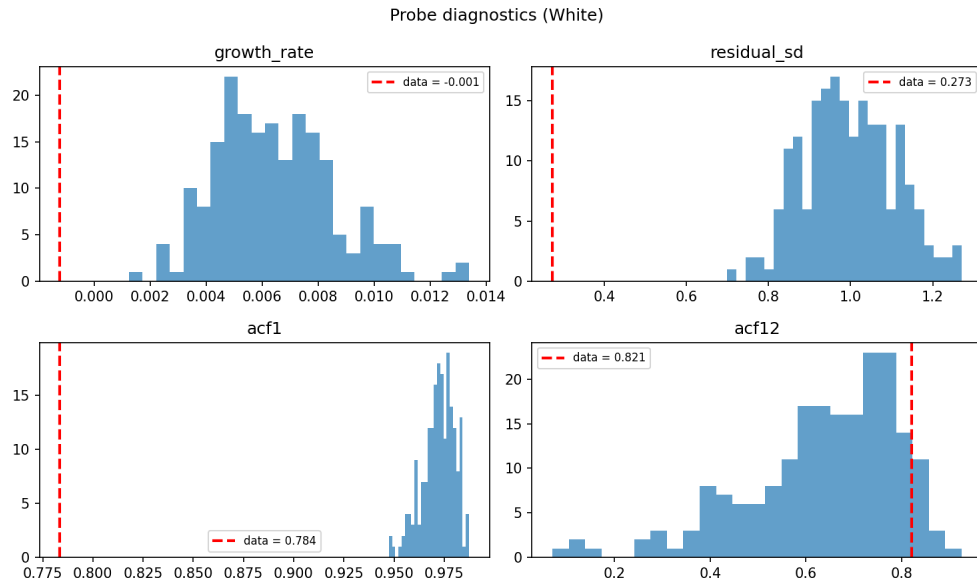 Probe diagnostics (White)
growth_rate
data = -0.001
20
15
10
5
0
0.000 0.002 0.004 0.006 0.008 0.010 0.012 0.014
residual_sd
data = 0.273
15
10
5
0
0.4 0.6 0.8 1.0 1.2
acf1
15
10
5
0
data = 0.784
0.775 0.800 0.825 0.850 0.875 0.900 0.925 0.950 0.975
acf12
data = 0.821
20
15
10
5
0
0.2 0.4 0.6 0.8